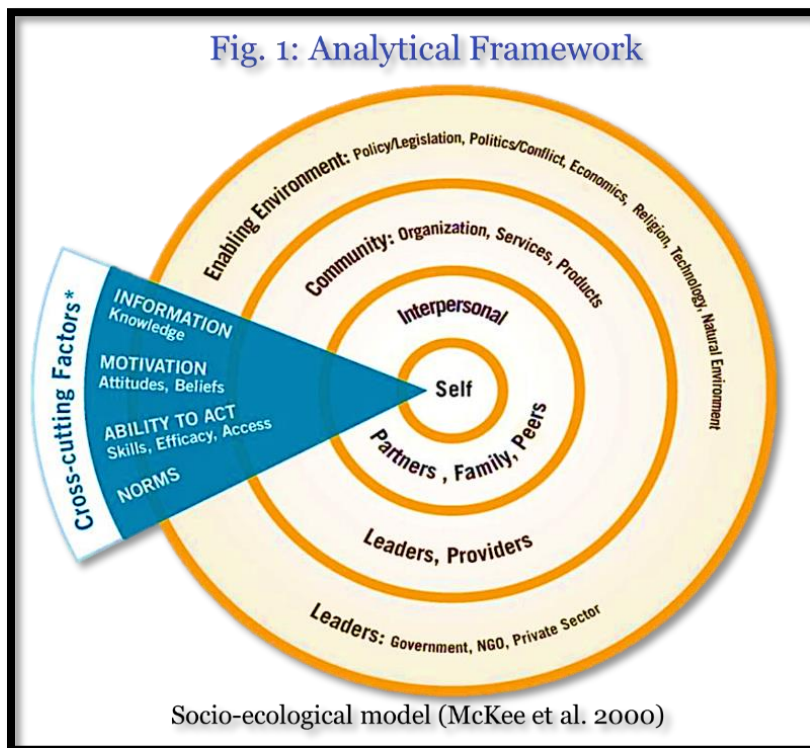 Fig. 1: Analytical Framework
Enabling Environment: Policy/Legislation, Politics/Conflict, Economics, Religion, Technology, Natural Environment
Community: Organization, Services, Products
Interpersonal
Self
Partners , Family, Peers
Leaders, Providers
Leaders: Government, NGO, Private Sector
Cross-cutting Factors*
INFORMATION
Knowledge
MOTIVATION
Attitudes, Beliefs
ABILITY TO ACT
Skills, Efficacy, Access
NORMS
Socio-ecological model (McKee et al. 2000)